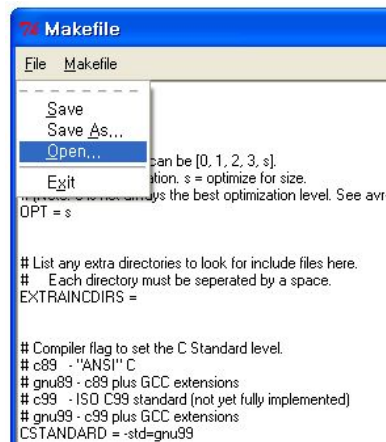 Makefile
File Makefile
Save
Save As...
Open...
Exit
can be [0, 1, 2, 3, s].
ation. s = optimize for size.
ys the best optimization level. See avr
OPT = s
# List any extra directories to look for include files here.
# Each directory must be seperated by a space.
EXTRAINCDIRS =
# Compiler flag to set the C Standard level.
# c89 - "ANSI" C
# gnu89 - c89 plus GCC extensions
# c99 - ISO C99 standard (not yet fully implemented)
# gnu99 - c99 plus GCC extensions
CSTANDARD = -std=gnu99